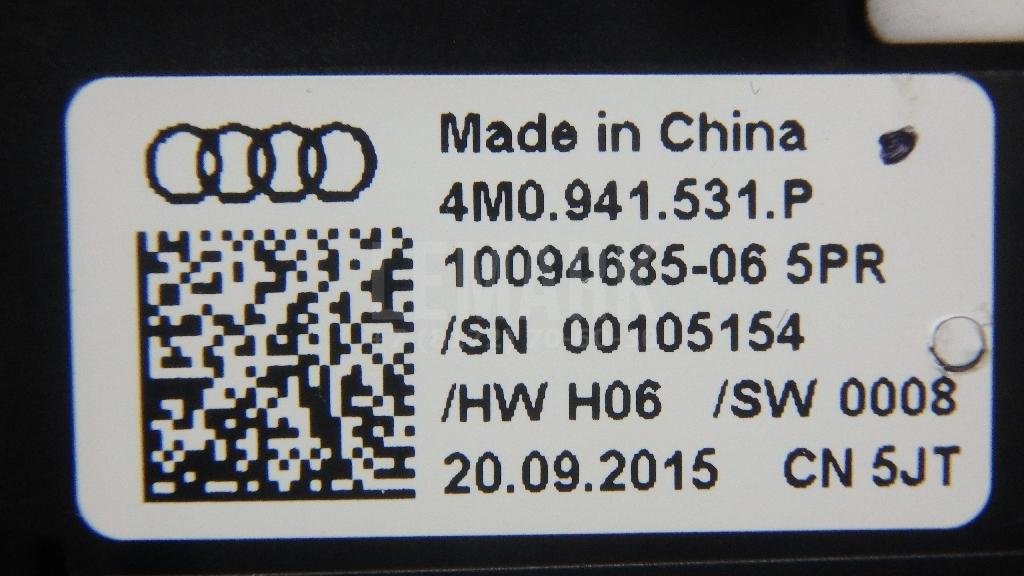 Made in China
4M0.941.531.P
10094685-06 5PR
/SN 00105154
/HW H06 /SW 0008
20.09.2015 CN 5JT